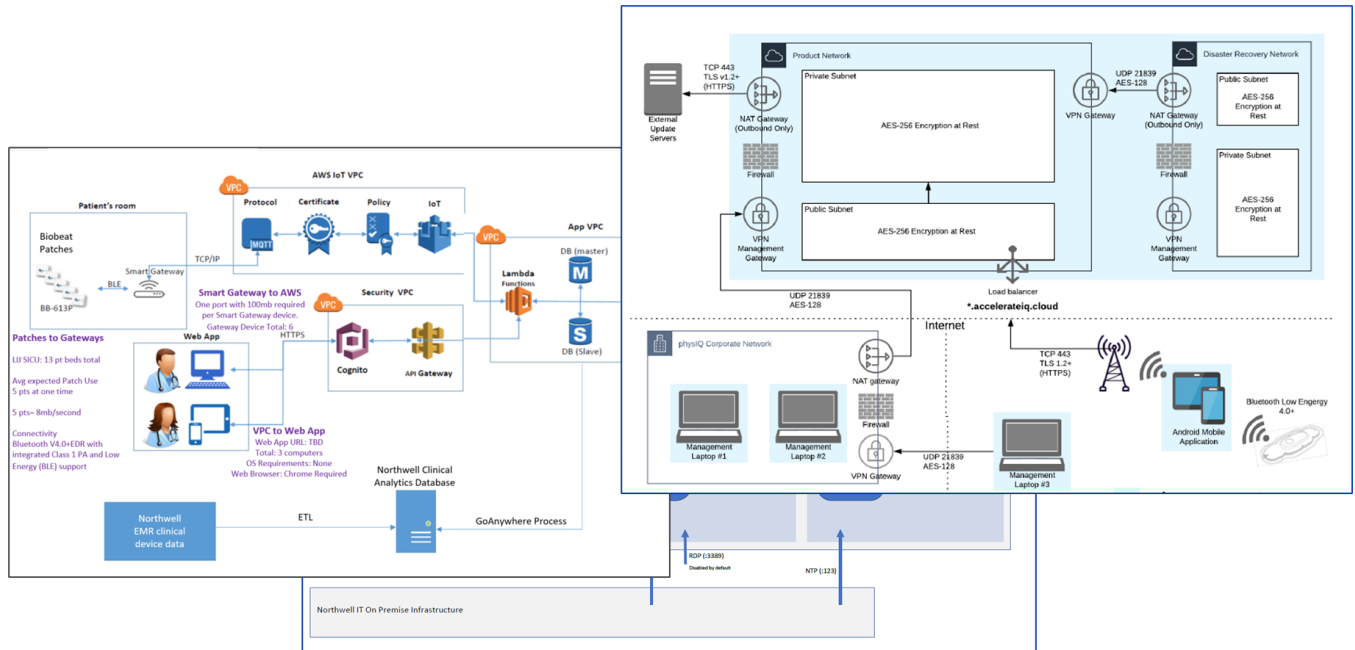 Product Network
Disaster Recovery Network
TCP 443
TLS v1.2+
(HTTPS)
External
Update
Servers
NAT Gateway
(Outbound Only)
Firewall
VPN
Management
Gateway
Private Subnet
AES-256 Encryption at Rest
Public Subnet
AES-256 Encryption at Rest
VPN Gateway
UDP 21839
AES-128
NAT Gateway
(Outbound Only)
Firewall
VPN
Management
Gateway
Public Subnet
AES-256
Encryption at
Rest
Private Subnet
AES-256
Encryption at
Rest
Load balancer
*.accelerateiq.cloud
UDP 21839
AES-128
Internet
physIQ Corporate Network
NAT gateway
Firewall
VPN Gateway
Management
Laptop #1
Management
Laptop #2
UDP 21839
AES-128
Management
Laptop #3
TCP 443
TLS 1.2+
(HTTPS)
Android Mobile
Application
Bluetooth Low Engergy
4.0+
AWS IoT VPC
VPC
Protocol
Certificate
Policy
IoT
MQTT
Patient's room
Biobeat
Patches
BB-613P
BLE
Smart Gateway
TCP/IP
App VPC
VPC
DB (master)
M
Lambda
Functions
S
DB (Slave)
Smart Gateway to AWS
One port with 100mb required
per Smart Gateway device.
Gateway Device Total: 6
Security VPC
VPC
HTTPS
Cognito
API Gateway
Patches to Gateways
LIJ SICU: 13 pt beds total
Avg expected Patch Use
5 pts at one time
5 pts= 8mb/second
Connectivity
Bluetooth V4.0+EDR with
integrated Class 1 PA and Low
Energy (BLE) support
Web App
VPC to Web App
Web App URL: TBD
Total: 3 computers
OS Requirements: None
Web Browser: Chrome Required
Northwell Clinical
Analytics Database
Northwell
EMR clinical
device data
ETL
GoAnywhere Process
RDP (:3389)
Disabled by default
NTP (:123)
Northwell IT On Premise Infrastructure